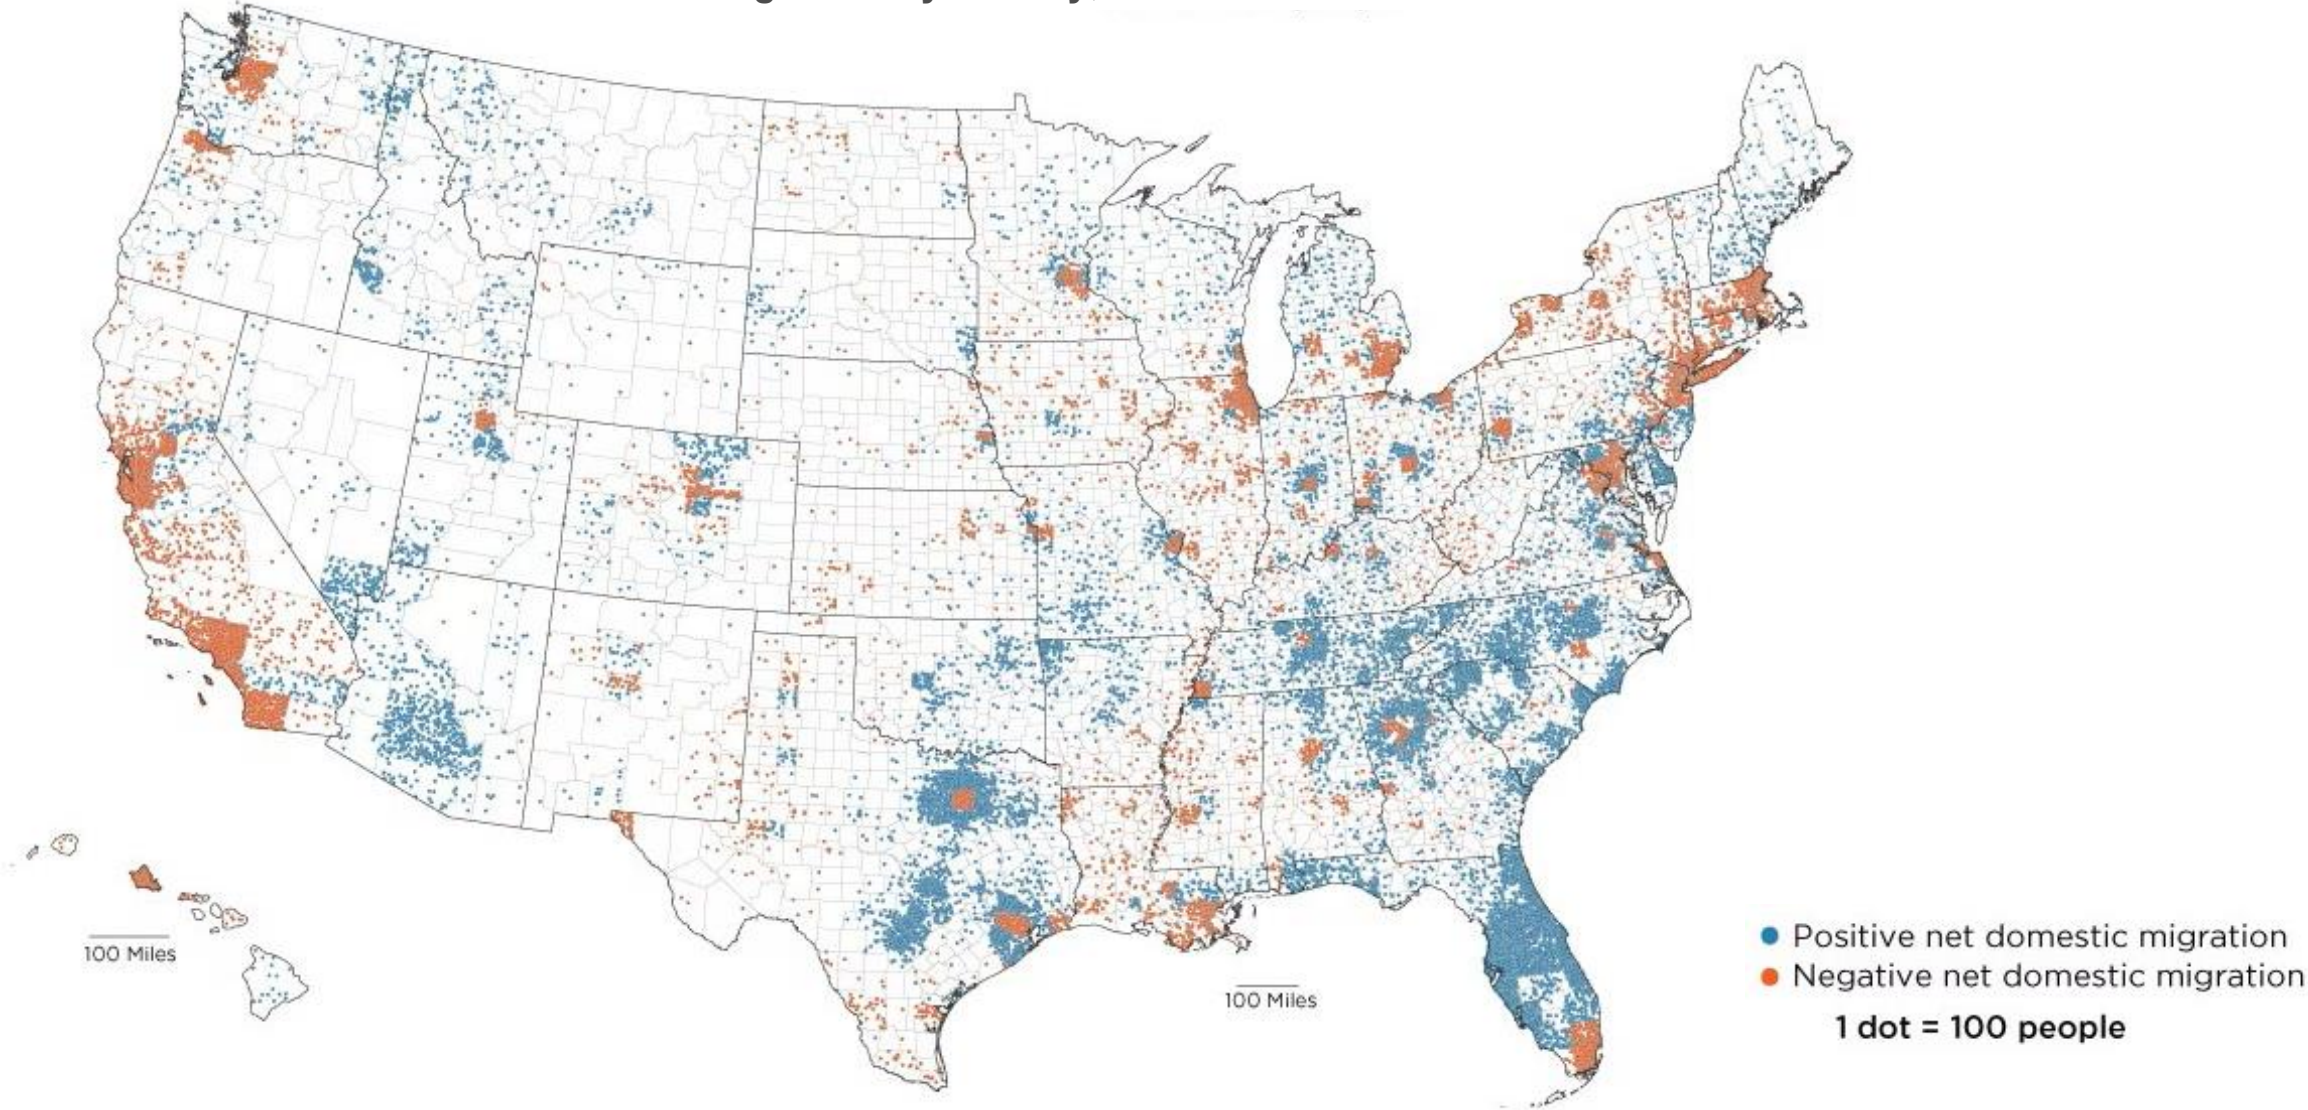 100 Miles
100 Miles
Positive net domestic migration
Negative net domestic migration
1 dot = 100 people